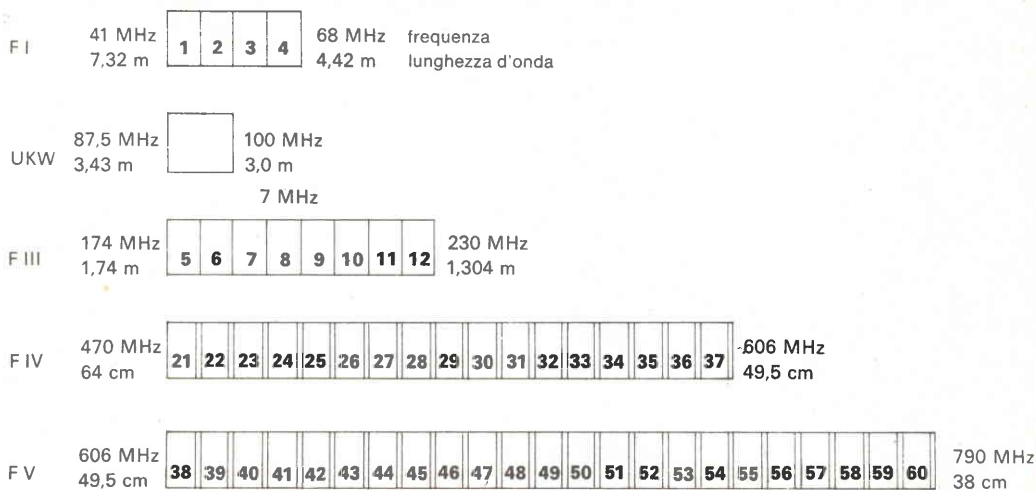 41 MHz 68 MHz frequenza
F I 1 2 3 4
7,32 m 4,42 m lunghezza d'onda
87,5 MHz 100 MHz
UKW
3,43 m 3,0 m
7 MHz
174 MHz 230 MHz
F III 5 6 7 8 9 10 11 12
1,74 m 1,304 m
470 MHz 606 MHz
F IV 21 22 23 24 25 26 27 28 29 30 31 32 33 34 35 36 37
64 cm 49,5 cm
606 MHz 790 MHz
F V 38 39 40 41 42 43 44 45 46 47 48 49 50 51 52 53 54 55 56 57 58 59 60
49,5 cm 38 cm